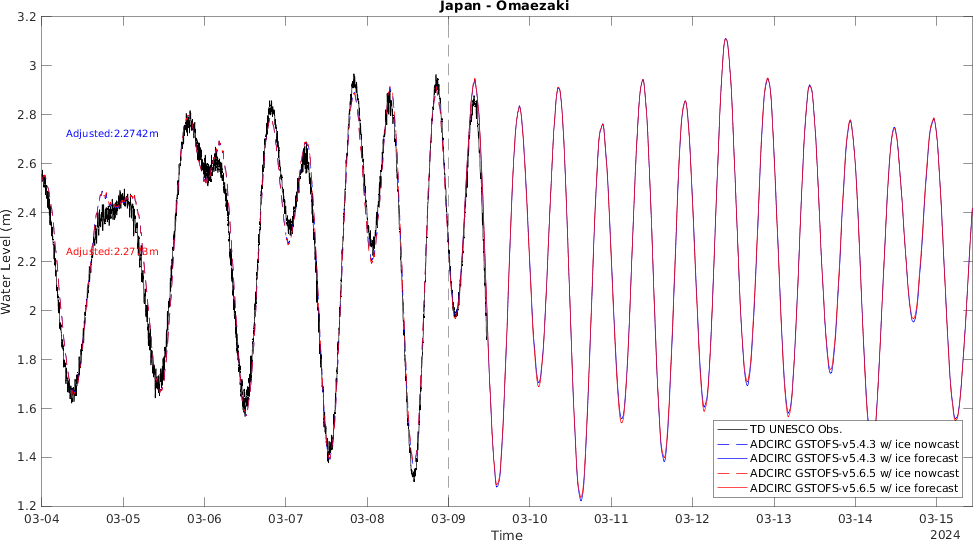 Japan - Omaezaki
3.2
3
2.8
2.6
2.4
2.2
2
1.8
1.6
1.4
1.2
Water Level (m)
Adjusted:2.2742m
TD UNESCO Obs.
ADCIRC GSTOFS-v5.4.3 w/ ice nowcast
ADCIRC GSTOFS-v5.4.3 w/ ice forecast
ADCIRC GSTOFS-v5.6.5 w/ ice nowcast
ADCIRC GSTOFS-v5.6.5 w/ ice forecast
03-04 03-05 03-06 03-07 03-08 03-09 03-10 03-11 03-12 03-13 03-14 03-15
Time
2024